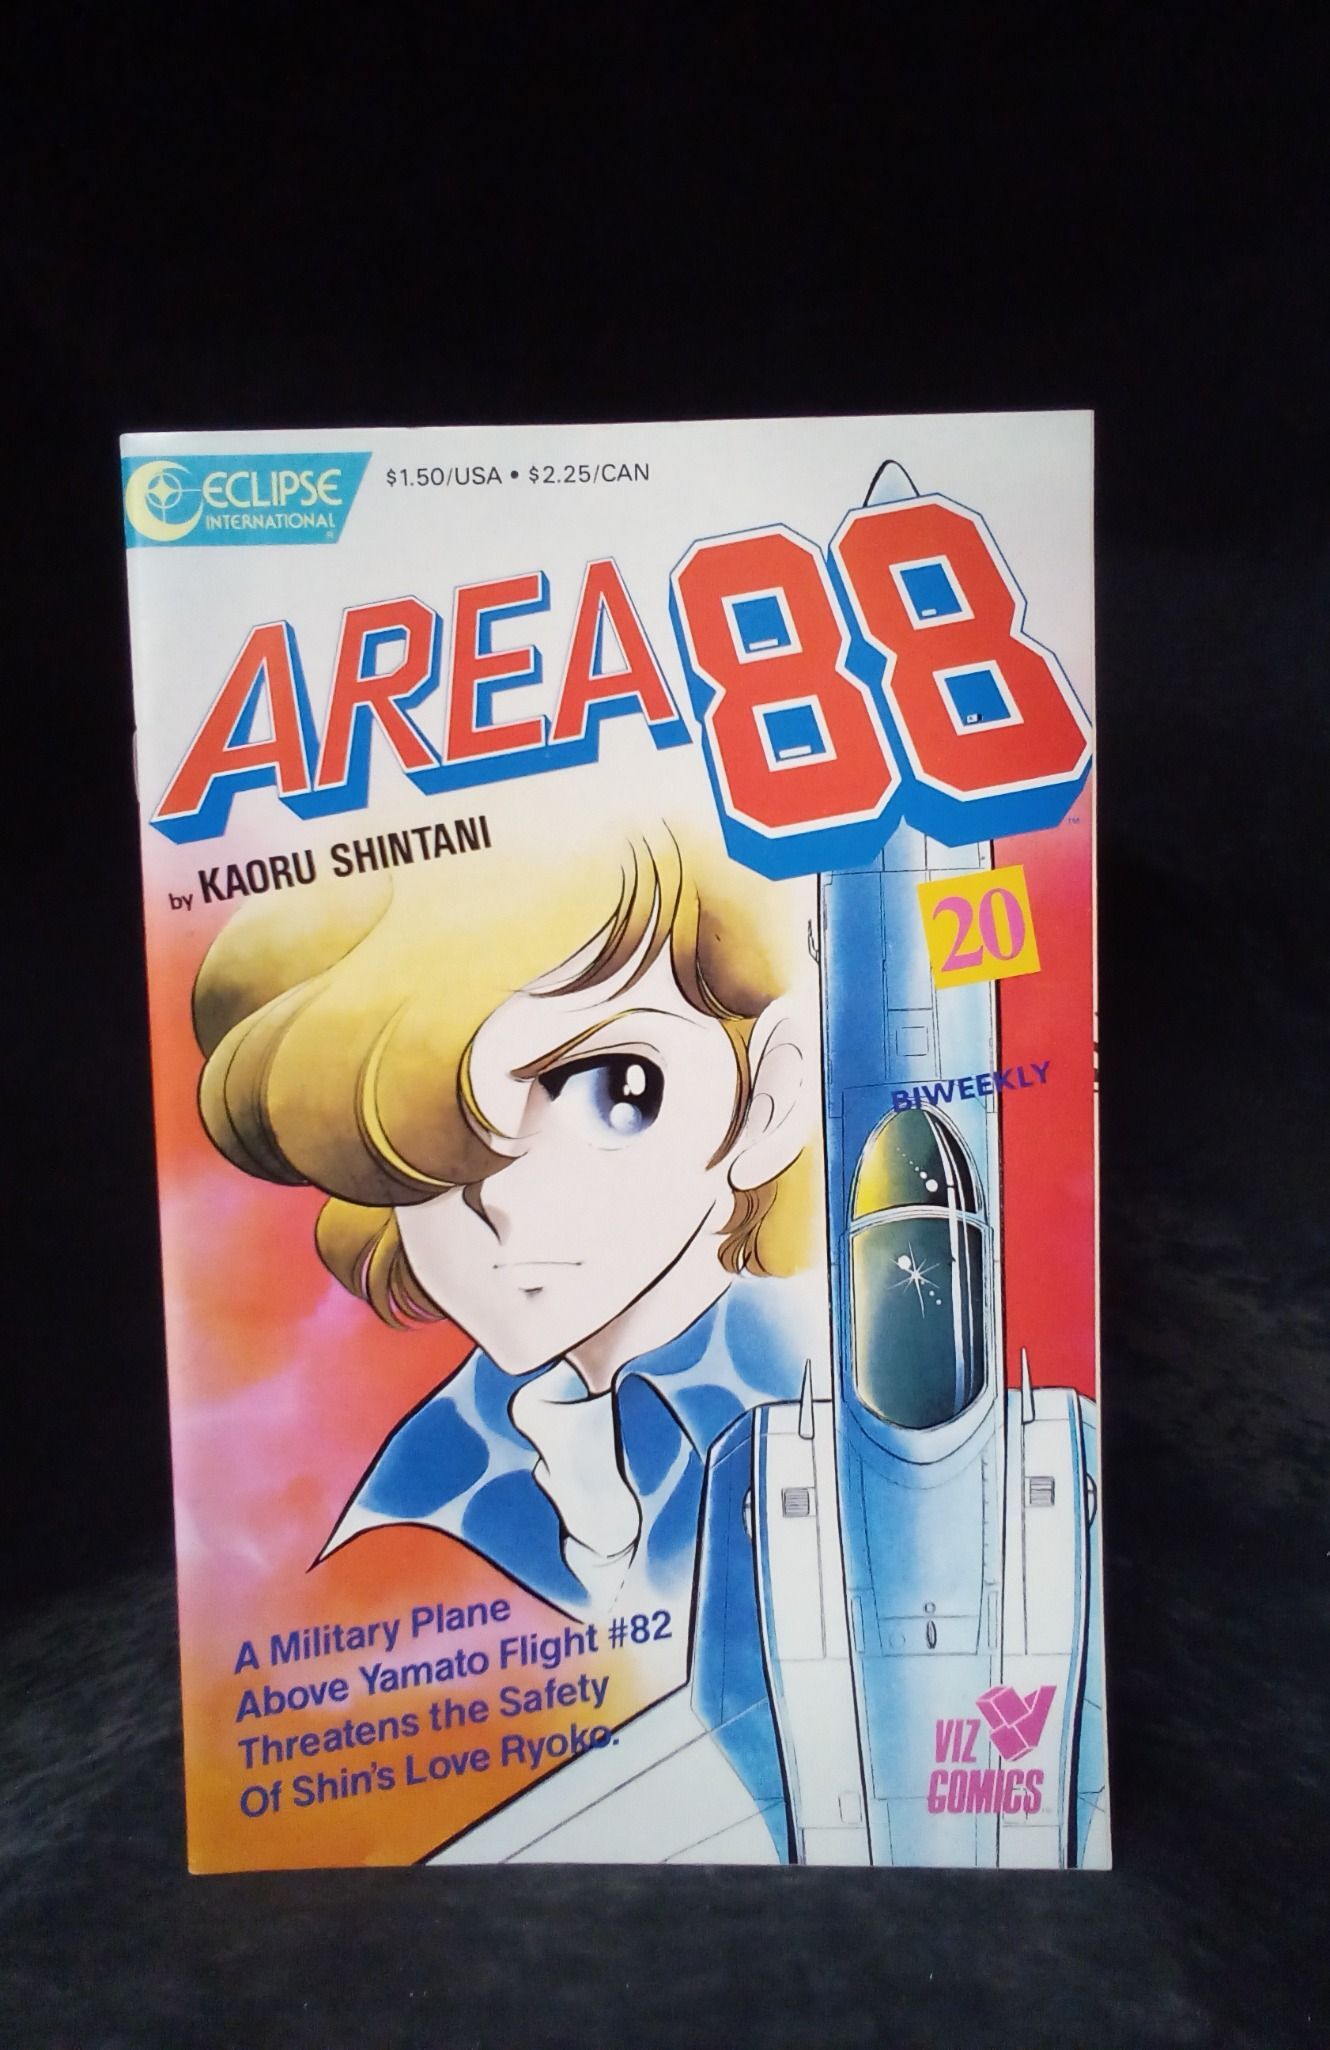 ECLIPSE
INTERNATIONAL
®
$1.50/USA • $2.25/CAN
AREA 88
™
by KAORU SHINTANI
20
BIWEEKLY
A Military Plane
Above Yamato Flight #82
Threatens the Safety
Of Shin's Love Ryoko.
VIZ
COMICS